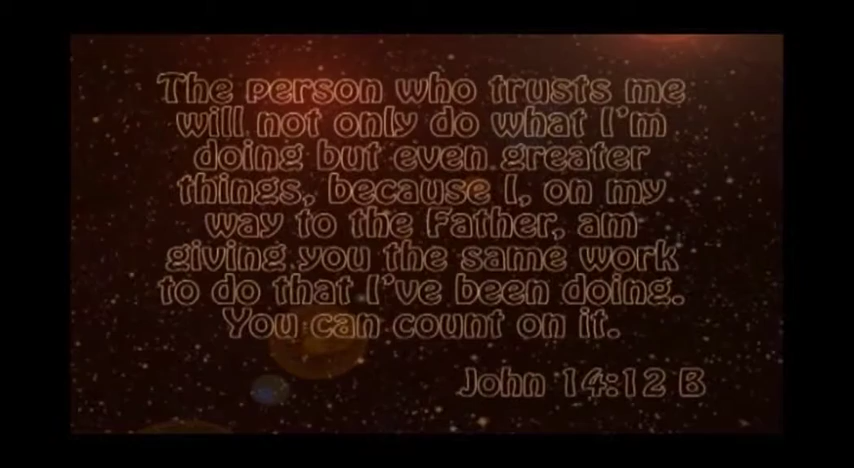 The person who trusts me
will not only do what I'm
doing but even greater
things, because I, on my
way to the Father, am
giving you the same work
to do that I've been doing.
You can count on it.
John 14:12 B